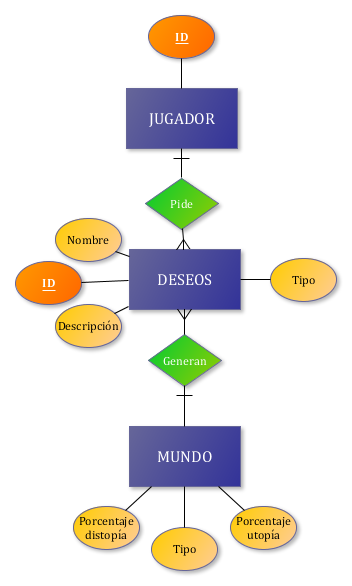 ID
JUGADOR
Pide
Nombre
ID
DESEOS
Tipo
Descripción
Generan
MUNDO
Porcentaje
distopía
Tipo
Porcentaje
utopía